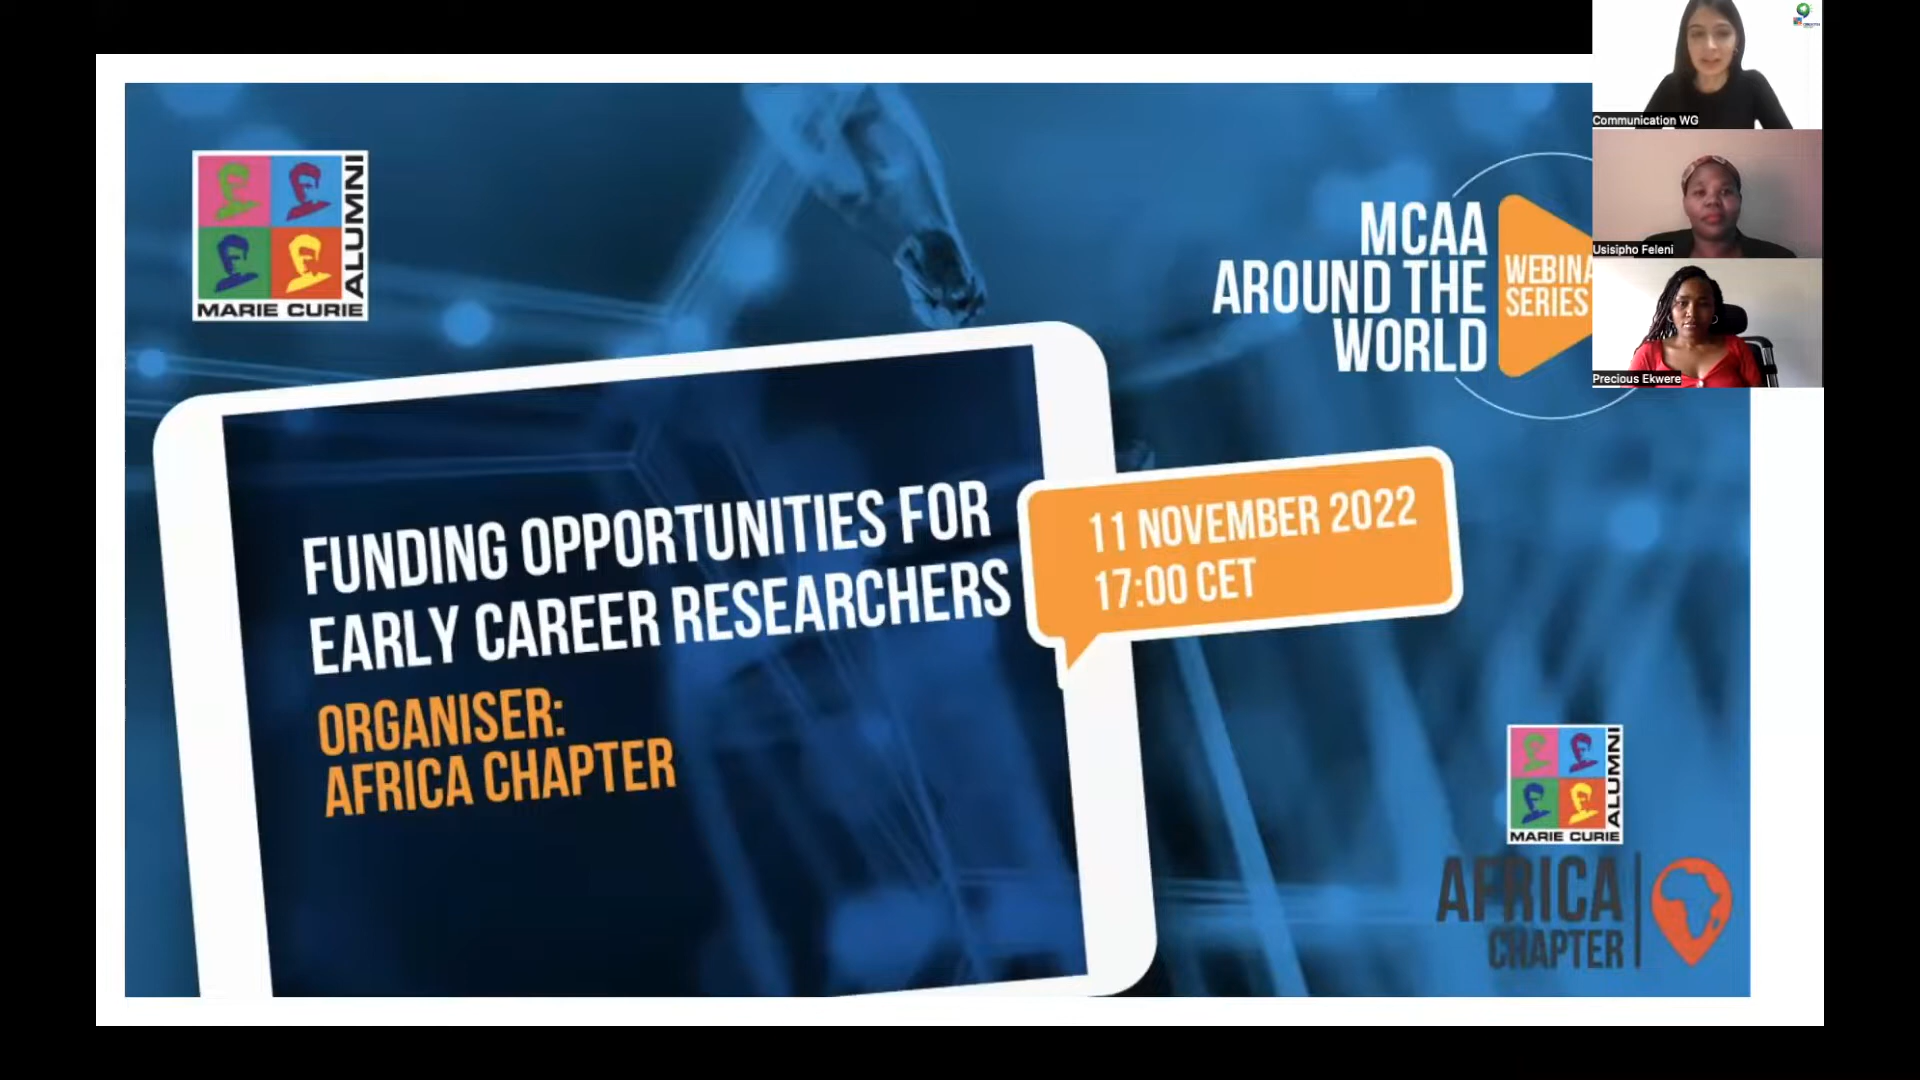 MARIE CURIE
ALUMNI
MCAA
AROUND THE
WORLD
WEBINA
SERIES
Communication WG
Usisipho Feleni
Precious Ekwere
FUNDING OPPORTUNITIES FOR
EARLY CAREER RESEARCHERS
ORGANISER:
AFRICA CHAPTER
11 NOVEMBER 2022
17:00 CET
MARIE CURIE
ALUMNI
AFRICA
CHAPTER